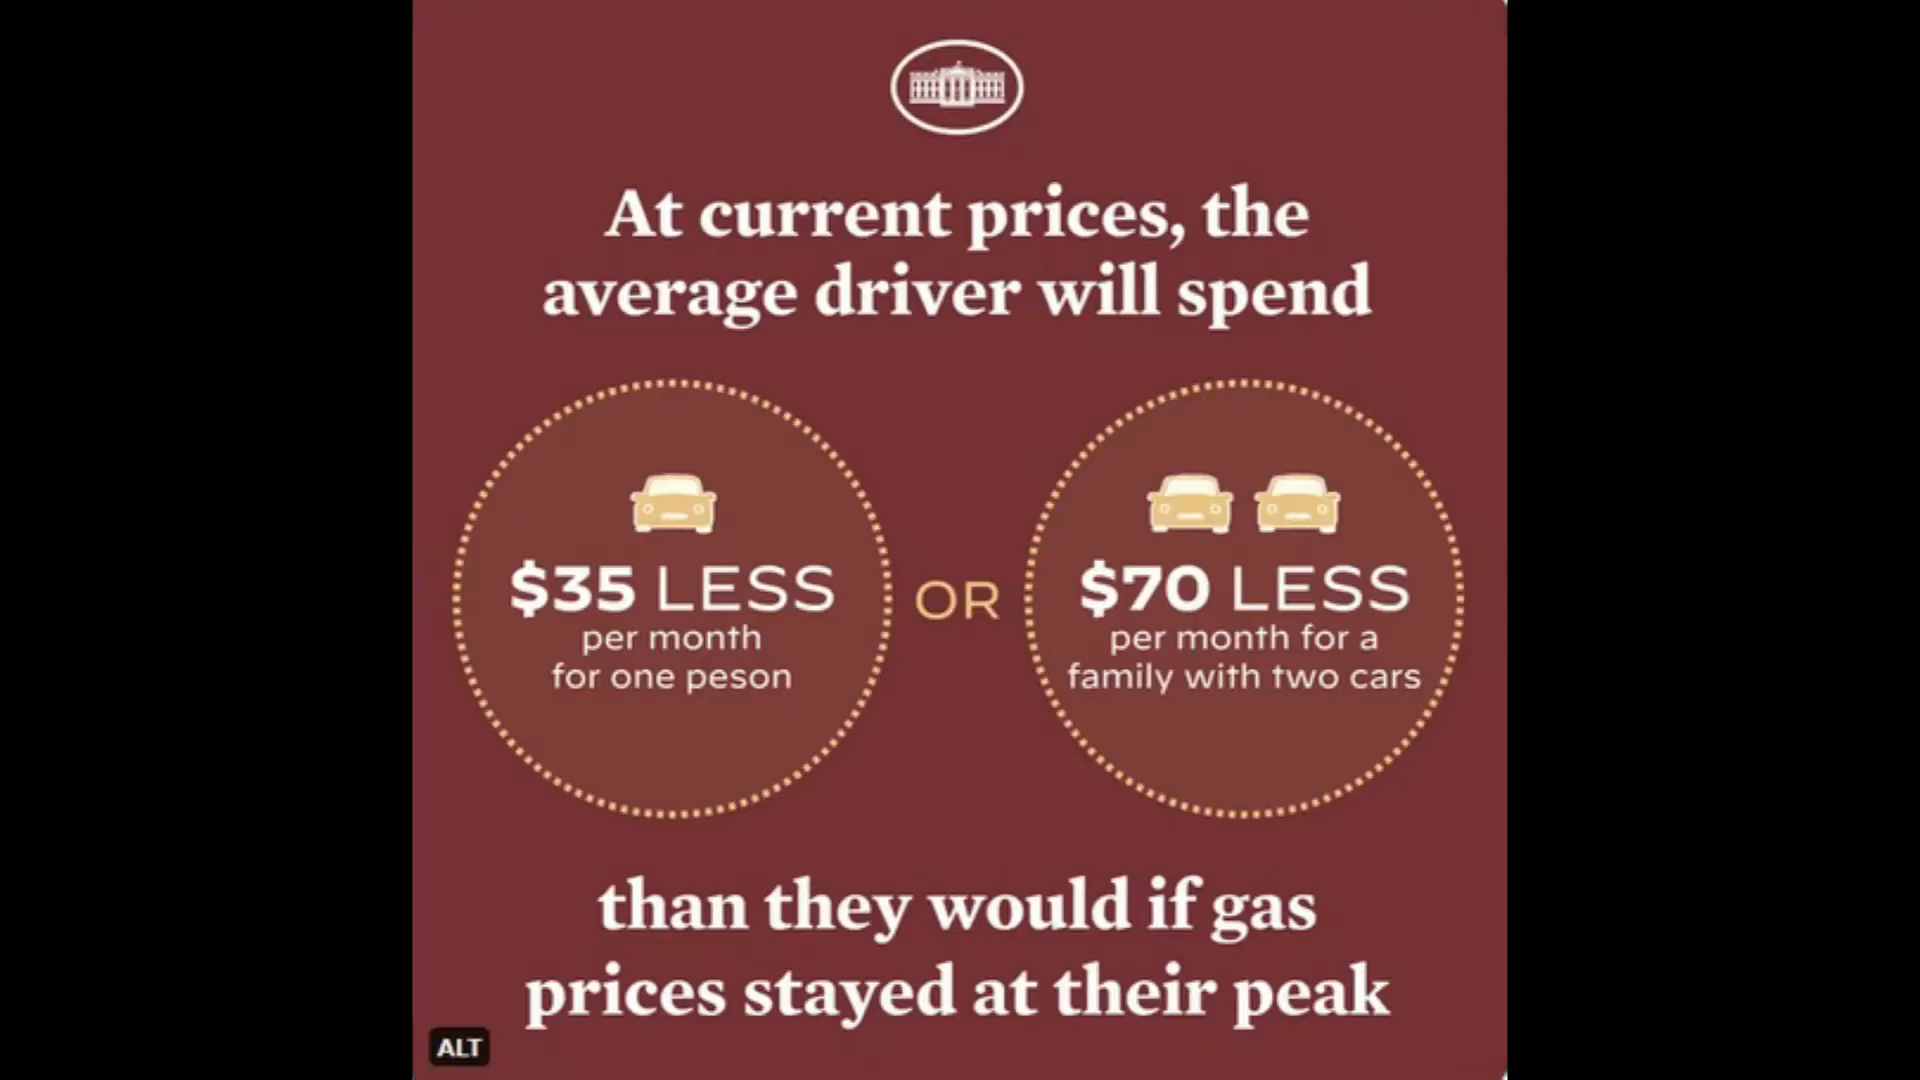 At current prices, the
average driver will spend
$35 LESS
per month
for one peson
OR
$70 LESS
per month for a
family with two cars
than they would if gas
prices stayed at their peak
ALT